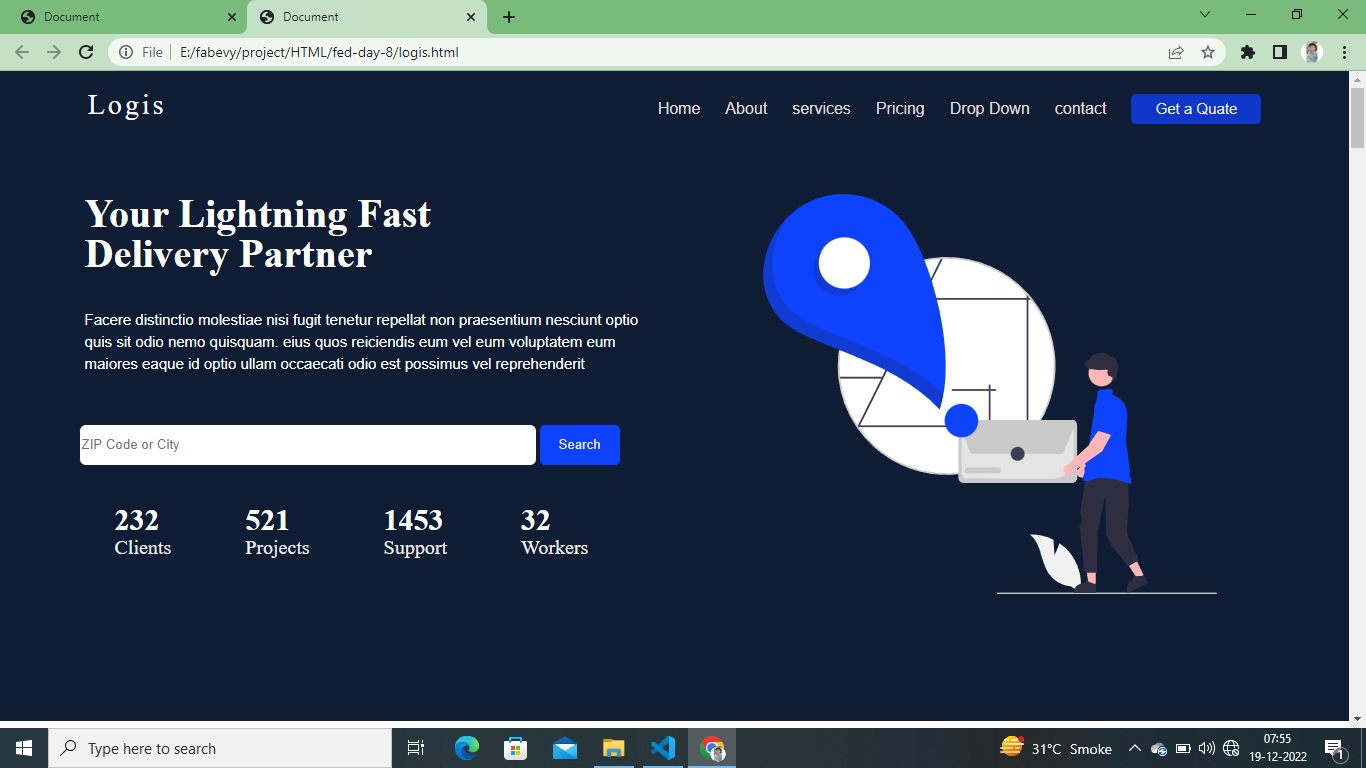 Document
Document
File
E:/fabevy/project/HTML/fed-day-8/logis.html
Logis
Home About services Pricing Drop Down contact Get a Quate
Your Lightning Fast
Delivery Partner
Facere distinctio molestiae nisi fugit tenetur repellat non praesentium nesciunt optio
quis sit odio nemo quisquam. eius quos reiciendis eum vel eum voluptatem eum
maiores eaque id optio ullam occaecati odio est possimus vel reprehenderit
ZIP Code or City
Search
232 521 1453 32
Clients Projects Support Workers
Type here to search
31°C Smoke
07:55
19-12-2022
1